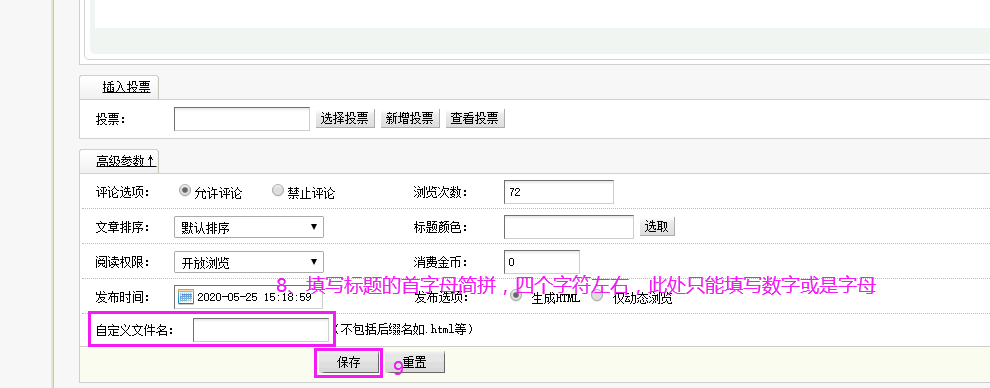 插入投票
投票： 选择投票 新增投票 查看投票
高级参数↑
评论选项： 允许评论 禁止评论 浏览次数： 72
文章排序： 默认排序 标题颜色： 选取
阅读权限： 开放浏览 消费金币： 0
8、填写标题的首字母简拼，四个字符左右，此处只能填写数字或是字母
发布时间： 2020-05-25 15:18:59 发布选项： 生成HTML 仅动态浏览
自定义文件名： （不包括后缀名如.html等）
保存 9 重置